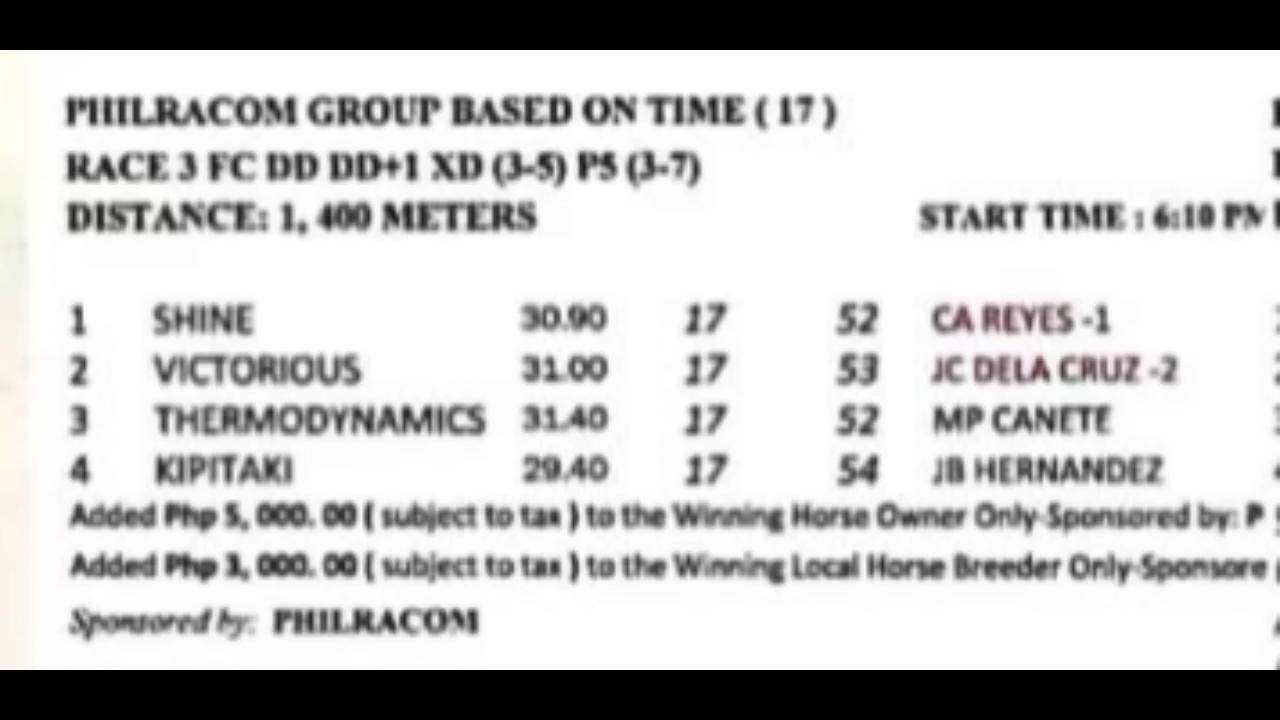 PHILRACOM GROUP BASED ON TIME ( 17 )
RACE 3 FC DD DD+1 XD (3-5) P5 (3-7)
DISTANCE: 1, 400 METERS START TIME : 6:10 PM
1 SHINE 30.90 17 52 CA REYES -1
2 VICTORIOUS 31.00 17 53 JC DELA CRUZ -2
3 THERMODYNAMICS 31.40 17 52 MP CANETE
4 KIPITAKI 29.40 17 54 JB HERNANDEZ
Added Php 5, 000. 00 ( subject to tax ) to the Winning Horse Owner Only-Sponsored by: P
Added Php 3, 000. 00 ( subject to tax ) to the Winning Local Horse Breeder Only-Sponsore
Sponsored by: PHILRACOM